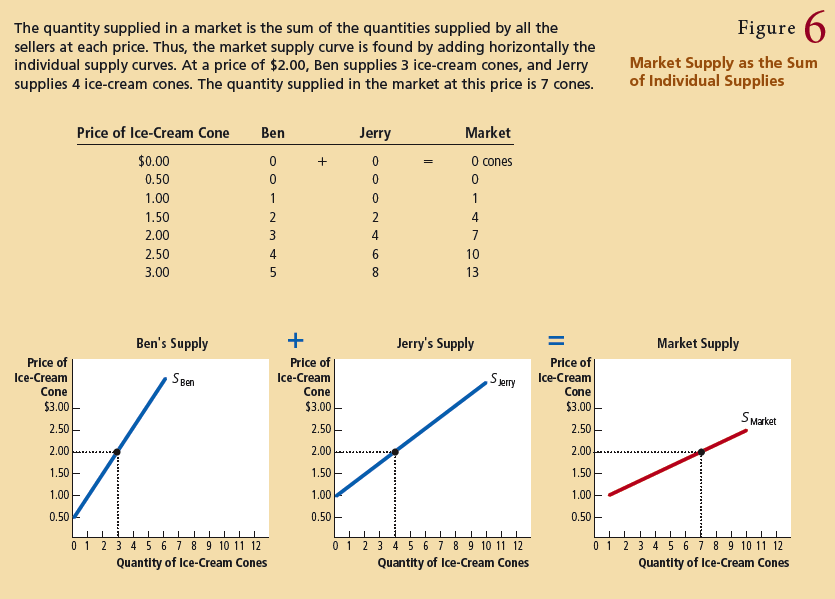 The quantity supplied in a market is the sum of the quantities supplied by all the
sellers at each price. Thus, the market supply curve is found by adding horizontally the
individual supply curves. At a price of $2.00, Ben supplies 3 ice-cream cones, and Jerry
supplies 4 ice-cream cones. The quantity supplied in the market at this price is 7 cones.
Figure 6
Market Supply as the Sum
of Individual Supplies
Price of Ice-Cream Cone Ben Jerry Market
$0.00 0 + 0 = 0 cones
0.50 0 0 0
1.00 1 0 1
1.50 2 2 4
2.00 3 4 7
2.50 4 6 10
3.00 5 8 13
Ben's Supply + Jerry's Supply = Market Supply
Price of
Ice-Cream
Cone
$3.00
2.50
2.00
1.50
1.00
0.50
S Ben
0 1 2 3 4 5 6 7 8 9 10 11 12
Quantity of Ice-Cream Cones
Price of
Ice-Cream
Cone
$3.00
2.50
2.00
1.50
1.00
0.50
S Jerry
0 1 2 3 4 5 6 7 8 9 10 11 12
Quantity of Ice-Cream Cones
Price of
Ice-Cream
Cone
$3.00
2.50
2.00
1.50
1.00
0.50
S Market
0 1 2 3 4 5 6 7 8 9 10 11 12
Quantity of Ice-Cream Cones